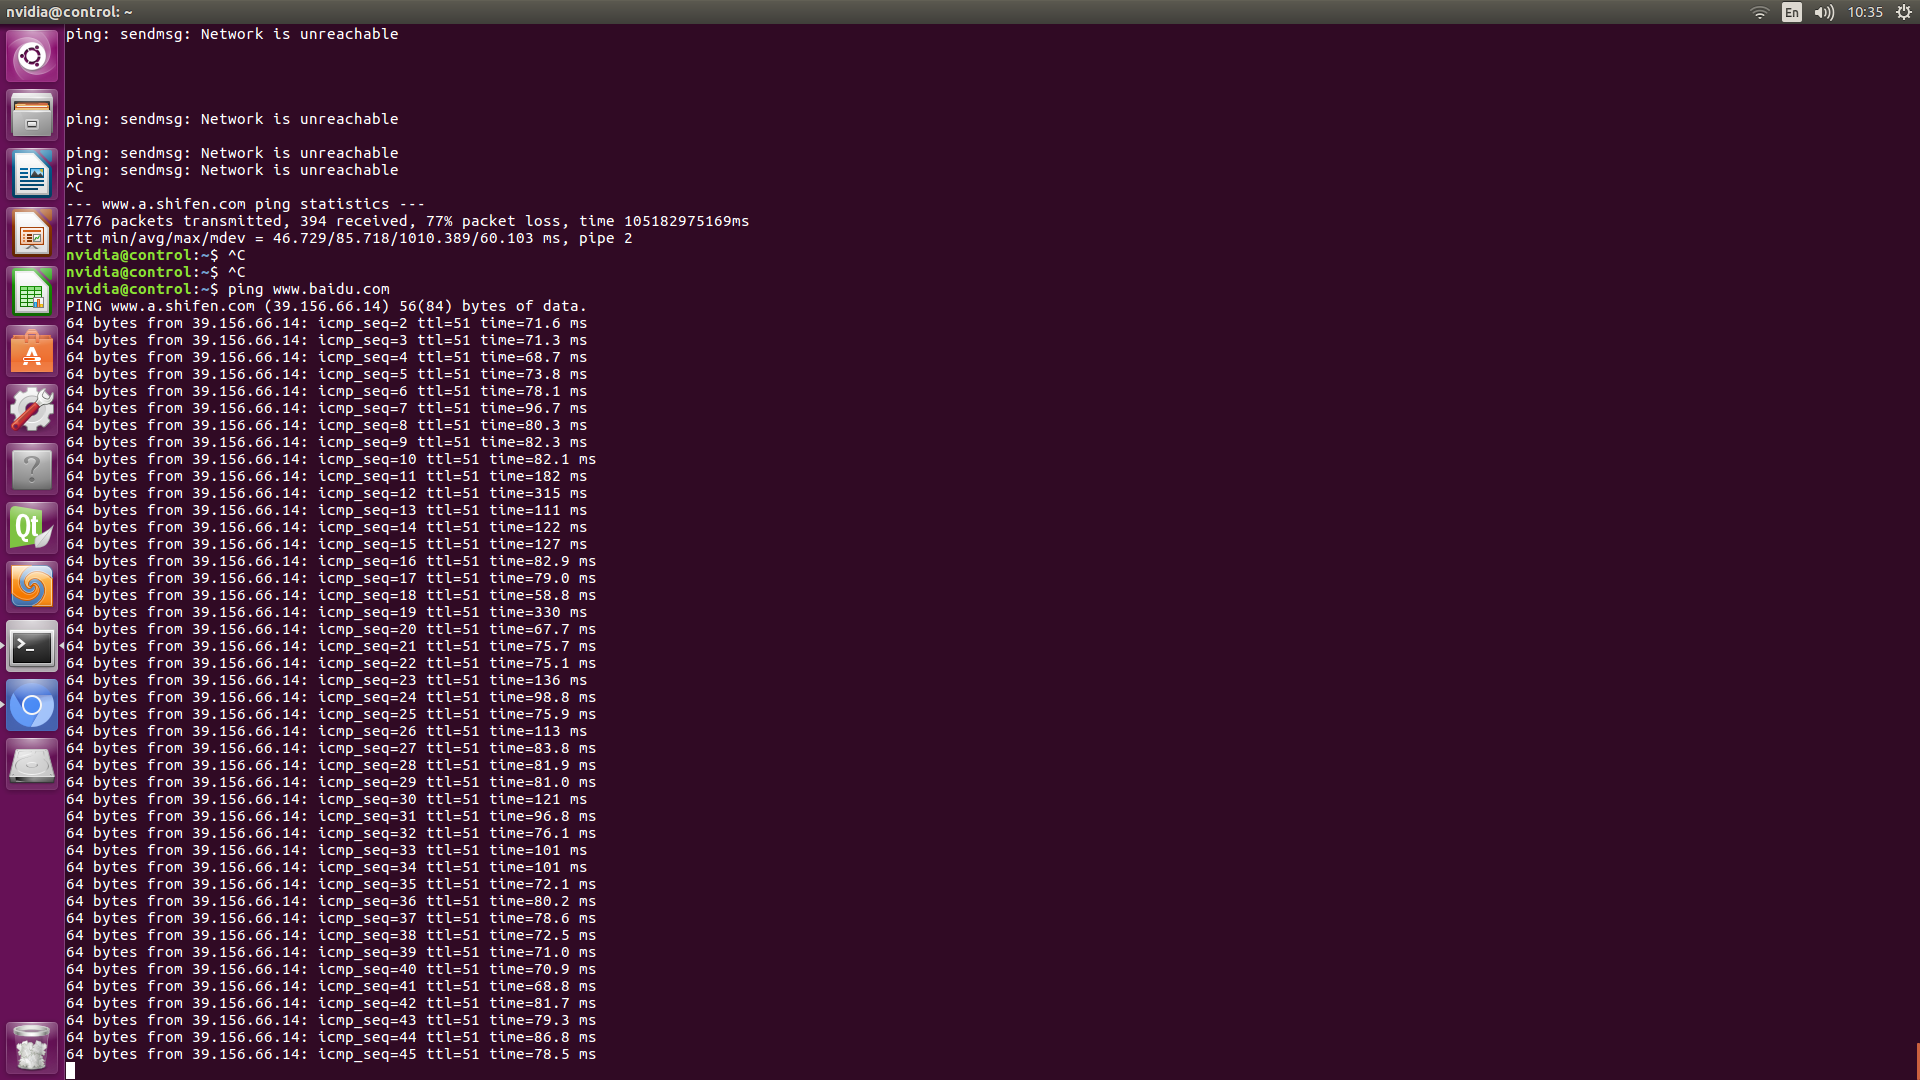 nvidia@control: ~
En
10:35
ping: sendmsg: Network is unreachable
ping: sendmsg: Network is unreachable
ping: sendmsg: Network is unreachable
ping: sendmsg: Network is unreachable
^C
--- www.a.shifen.com ping statistics ---
1776 packets transmitted, 394 received, 77% packet loss, time 105182975169ms
rtt min/avg/max/mdev = 46.729/85.718/1010.389/60.103 ms, pipe 2
nvidia@control:~$ ^C
nvidia@control:~$ ^C
nvidia@control:~$ ping www.baidu.com
PING www.a.shifen.com (39.156.66.14) 56(84) bytes of data.
64 bytes from 39.156.66.14: icmp_seq=2 ttl=51 time=71.6 ms
64 bytes from 39.156.66.14: icmp_seq=3 ttl=51 time=71.3 ms
64 bytes from 39.156.66.14: icmp_seq=4 ttl=51 time=68.7 ms
64 bytes from 39.156.66.14: icmp_seq=5 ttl=51 time=73.8 ms
64 bytes from 39.156.66.14: icmp_seq=6 ttl=51 time=78.1 ms
64 bytes from 39.156.66.14: icmp_seq=7 ttl=51 time=96.7 ms
64 bytes from 39.156.66.14: icmp_seq=8 ttl=51 time=80.3 ms
64 bytes from 39.156.66.14: icmp_seq=9 ttl=51 time=82.3 ms
64 bytes from 39.156.66.14: icmp_seq=10 ttl=51 time=82.1 ms
64 bytes from 39.156.66.14: icmp_seq=11 ttl=51 time=182 ms
64 bytes from 39.156.66.14: icmp_seq=12 ttl=51 time=315 ms
64 bytes from 39.156.66.14: icmp_seq=13 ttl=51 time=111 ms
64 bytes from 39.156.66.14: icmp_seq=14 ttl=51 time=122 ms
64 bytes from 39.156.66.14: icmp_seq=15 ttl=51 time=127 ms
64 bytes from 39.156.66.14: icmp_seq=16 ttl=51 time=82.9 ms
64 bytes from 39.156.66.14: icmp_seq=17 ttl=51 time=79.0 ms
64 bytes from 39.156.66.14: icmp_seq=18 ttl=51 time=58.8 ms
64 bytes from 39.156.66.14: icmp_seq=19 ttl=51 time=330 ms
64 bytes from 39.156.66.14: icmp_seq=20 ttl=51 time=67.7 ms
64 bytes from 39.156.66.14: icmp_seq=21 ttl=51 time=75.7 ms
64 bytes from 39.156.66.14: icmp_seq=22 ttl=51 time=75.1 ms
64 bytes from 39.156.66.14: icmp_seq=23 ttl=51 time=136 ms
64 bytes from 39.156.66.14: icmp_seq=24 ttl=51 time=98.8 ms
64 bytes from 39.156.66.14: icmp_seq=25 ttl=51 time=75.9 ms
64 bytes from 39.156.66.14: icmp_seq=26 ttl=51 time=113 ms
64 bytes from 39.156.66.14: icmp_seq=27 ttl=51 time=83.8 ms
64 bytes from 39.156.66.14: icmp_seq=28 ttl=51 time=81.9 ms
64 bytes from 39.156.66.14: icmp_seq=29 ttl=51 time=81.0 ms
64 bytes from 39.156.66.14: icmp_seq=30 ttl=51 time=121 ms
64 bytes from 39.156.66.14: icmp_seq=31 ttl=51 time=96.8 ms
64 bytes from 39.156.66.14: icmp_seq=32 ttl=51 time=76.1 ms
64 bytes from 39.156.66.14: icmp_seq=33 ttl=51 time=101 ms
64 bytes from 39.156.66.14: icmp_seq=34 ttl=51 time=101 ms
64 bytes from 39.156.66.14: icmp_seq=35 ttl=51 time=72.1 ms
64 bytes from 39.156.66.14: icmp_seq=36 ttl=51 time=80.2 ms
64 bytes from 39.156.66.14: icmp_seq=37 ttl=51 time=78.6 ms
64 bytes from 39.156.66.14: icmp_seq=38 ttl=51 time=72.5 ms
64 bytes from 39.156.66.14: icmp_seq=39 ttl=51 time=71.0 ms
64 bytes from 39.156.66.14: icmp_seq=40 ttl=51 time=70.9 ms
64 bytes from 39.156.66.14: icmp_seq=41 ttl=51 time=68.8 ms
64 bytes from 39.156.66.14: icmp_seq=42 ttl=51 time=81.7 ms
64 bytes from 39.156.66.14: icmp_seq=43 ttl=51 time=79.3 ms
64 bytes from 39.156.66.14: icmp_seq=44 ttl=51 time=86.8 ms
64 bytes from 39.156.66.14: icmp_seq=45 ttl=51 time=78.5 ms
Qt